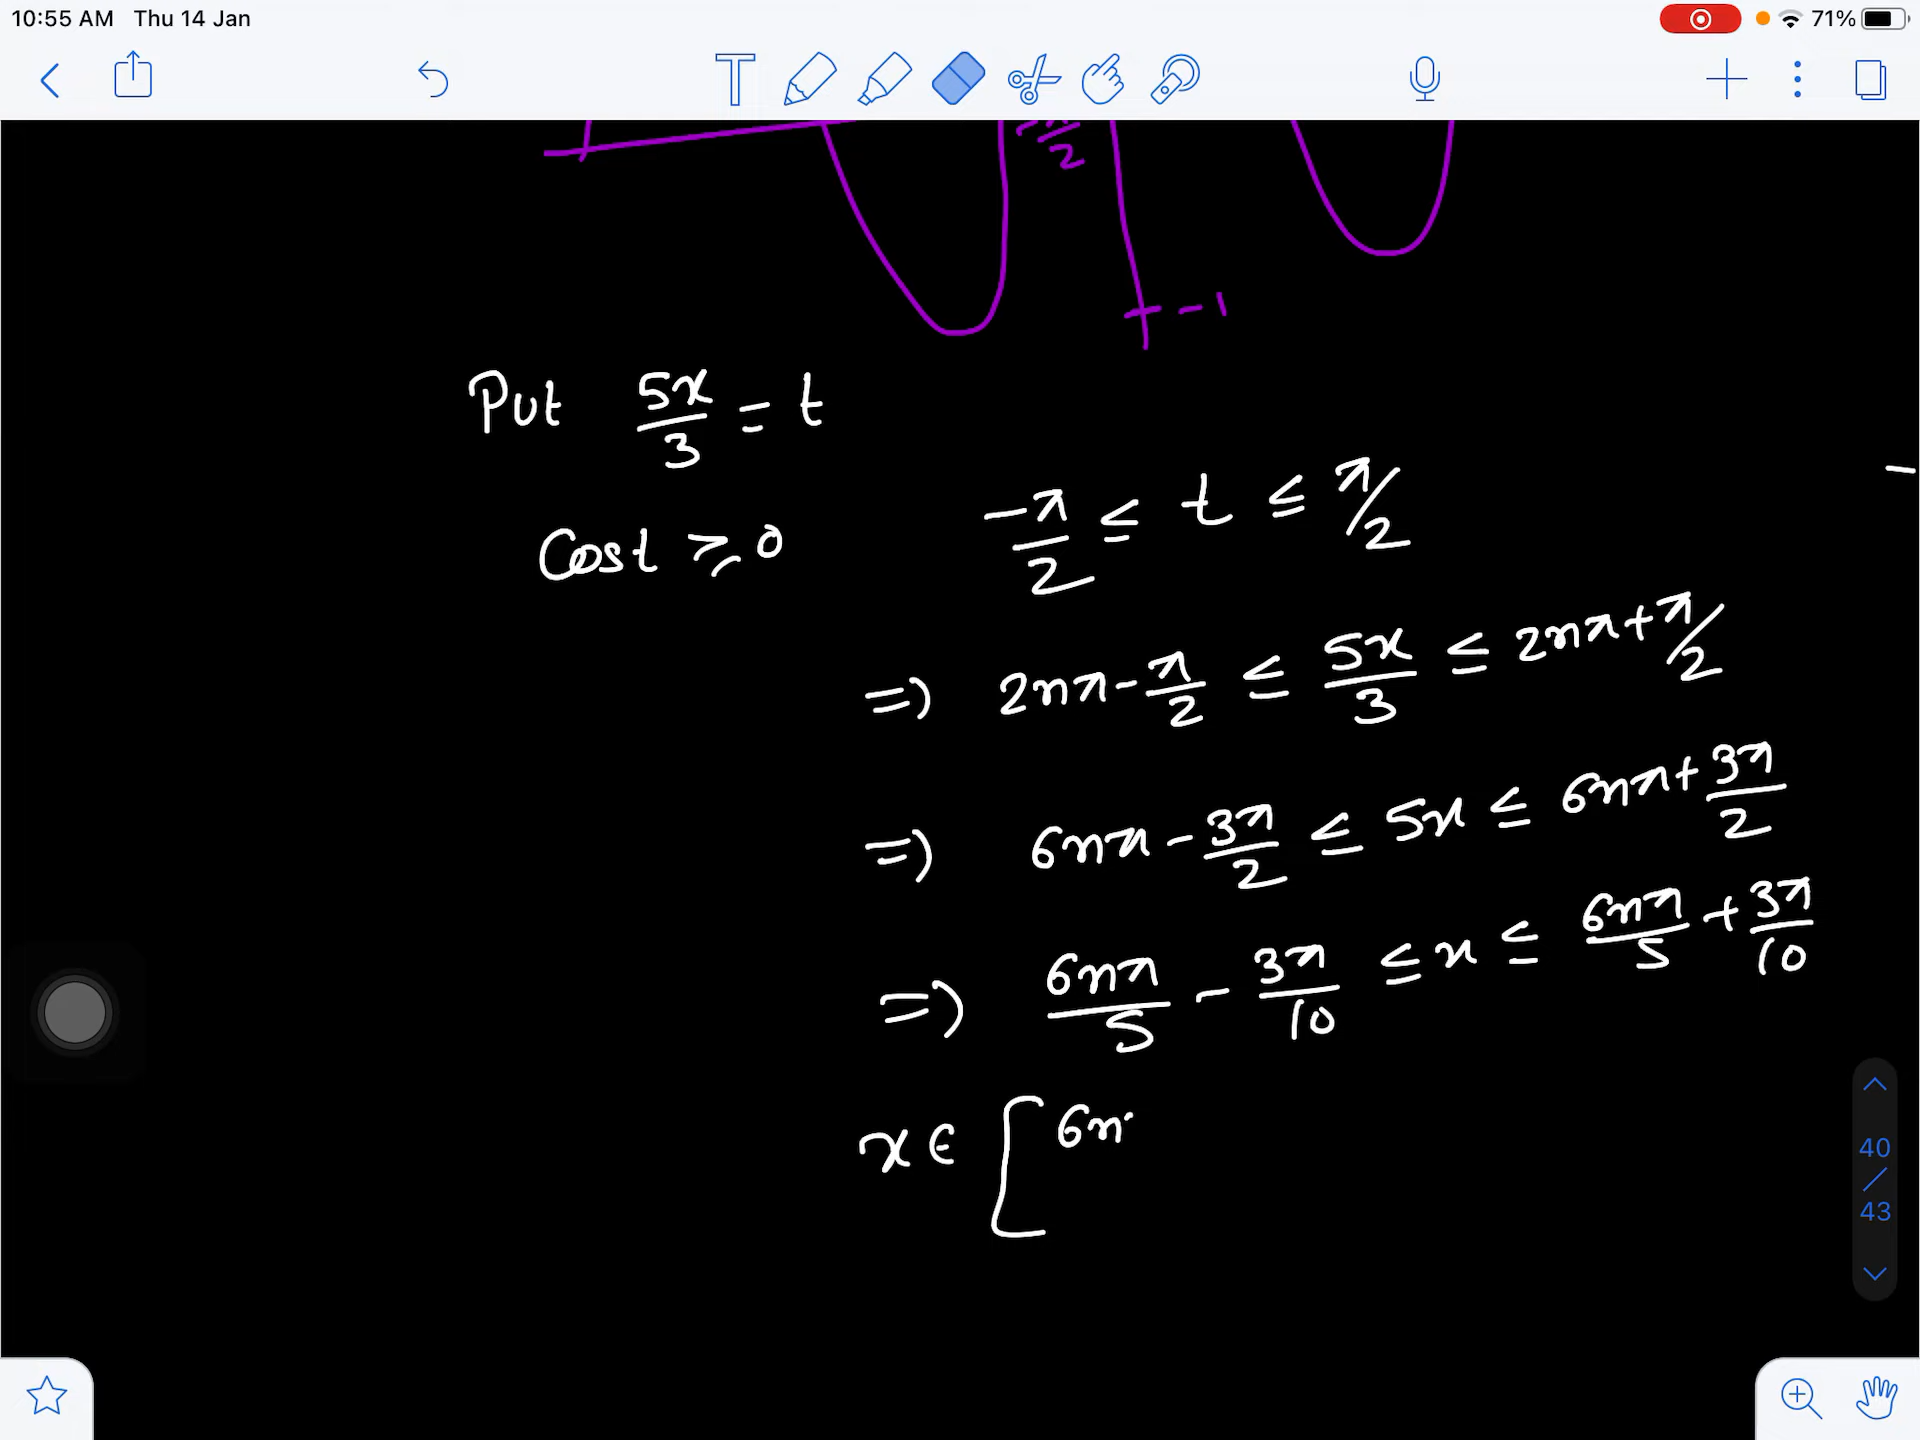 10:55 AM Thu 14 Jan 71%
T
-π/2
-1
Put 5x/3 = t
Cost ≥ 0 -π/2 ≤ t ≤ π/2
=) 2nπ - π/2 ≤ 5x/3 ≤ 2nπ + π/2
=) 6nπ - 3π/2 ≤ 5x ≤ 6nπ + 3π/2
=) 6nπ/5 - 3π/10 ≤ x ≤ 6nπ/5 + 3π/10
x ∈ [ 6n
40
/
43